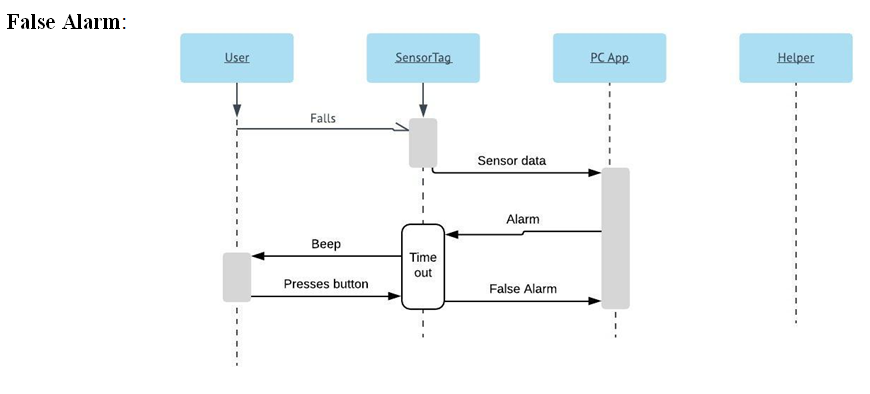 False Alarm:
User
SensorTag
PC App
Helper
Falls
Sensor data
Alarm
Beep
Time
out
Presses button
False Alarm